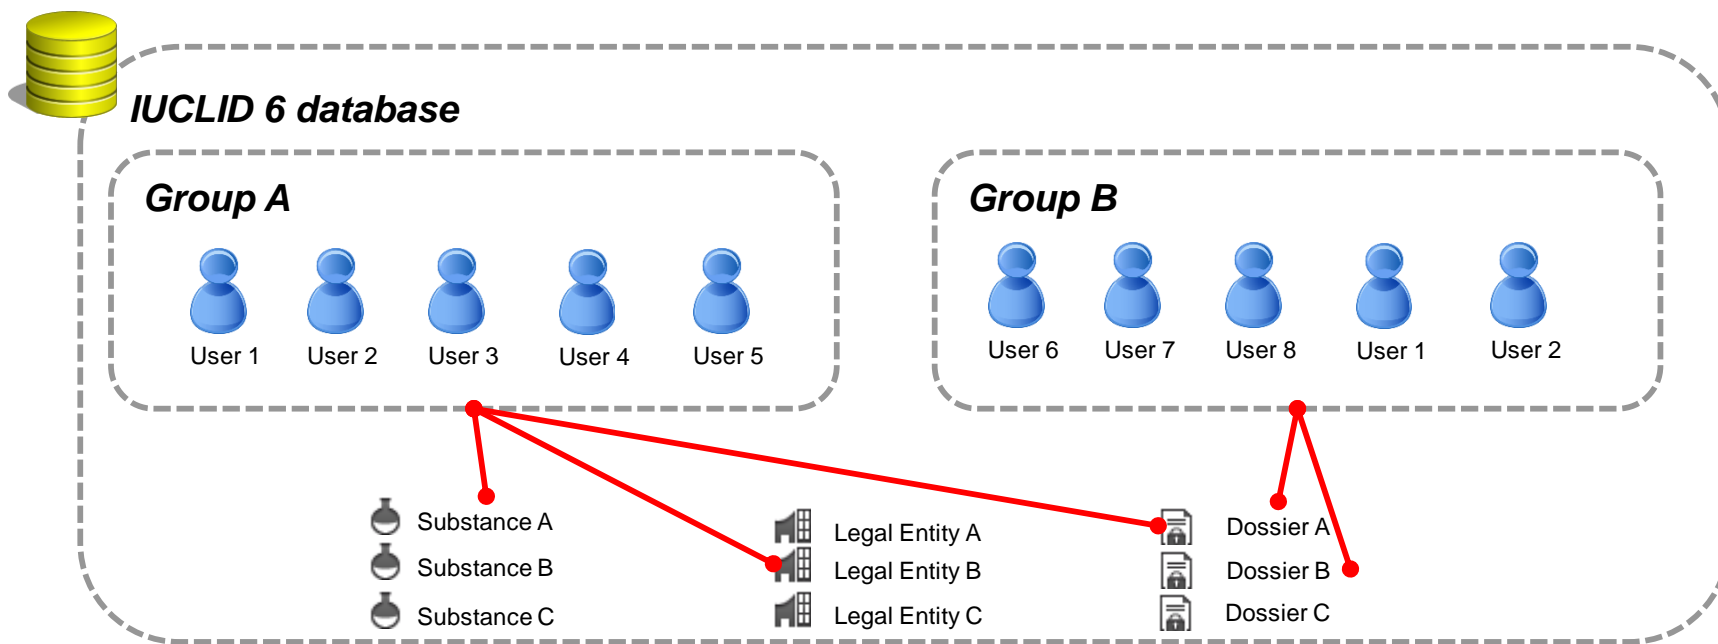 IUCLID 6 database
Group A
User 1 User 2 User 3 User 4 User 5
Group B
User 6 User 7 User 8 User 1 User 2
Substance A
Substance B
Substance C
Legal Entity A
Legal Entity B
Legal Entity C
Dossier A
Dossier B
Dossier C